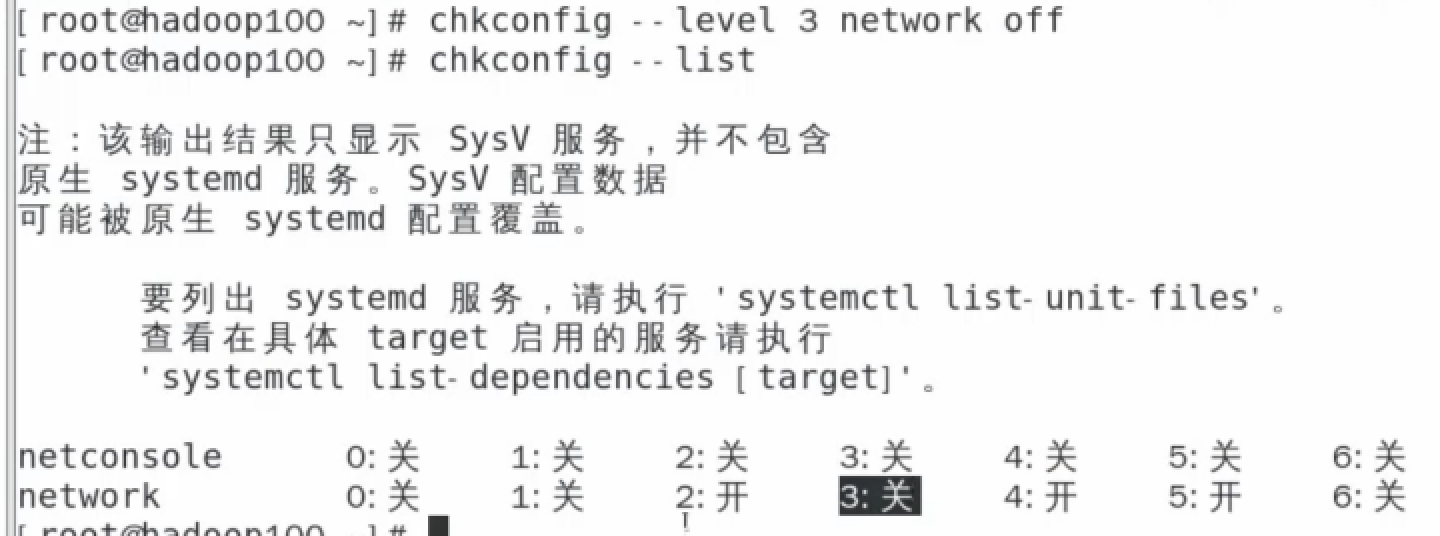 [root@hadoop100 ~]# chkconfig --level 3 network off
[root@hadoop100 ~]# chkconfig --list
注：该输出结果只显示 SysV 服务，并不包含
原生 systemd 服务。SysV 配置数据
可能被原生 systemd 配置覆盖。
要列出 systemd 服务，请执行 'systemctl list-unit-files'。
查看在具体 target 启用的服务请执行
'systemctl list-dependencies [target]'。
netconsole 0:关 1:关 2:关 3:关 4:关 5:关 6:关
network 0:关 1:关 2:开 3:关 4:开 5:开 6:关
[root@hadoop100 ~]#